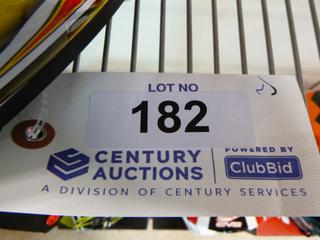 LOT NO
182
CENTURY
AUCTIONS
POWERED BY
ClubBid
A DIVISION OF CENTURY SERVICES